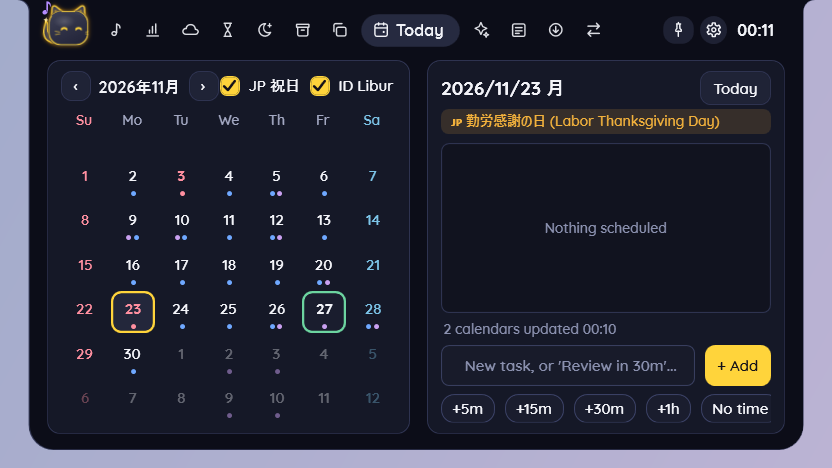 Today
00:11
‹ 2026年11月 › JP 祝日 ID Libur
Su Mo Tu We Th Fr Sa
1 2 3 4 5 6 7
8 9 10 11 12 13 14
15 16 17 18 19 20 21
22 23 24 25 26 27 28
29 30 1 2 3 4 5
6 7 8 9 10 11 12
2026/11/23 月
Today
JP 勤労感謝の日 (Labor Thanksgiving Day)
Nothing scheduled
2 calendars updated 00:10
New task, or 'Review in 30m'...
+ Add
+5m +15m +30m +1h No time